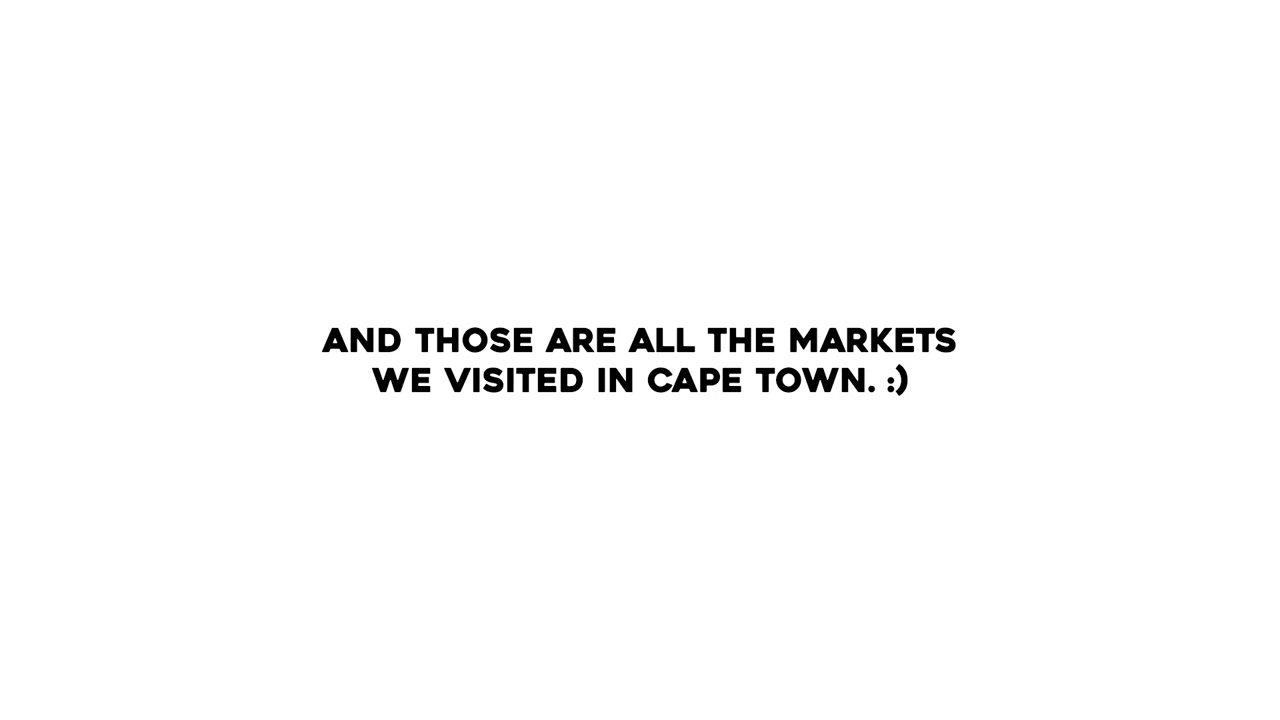 AND THOSE ARE ALL THE MARKETS
WE VISITED IN CAPE TOWN. :)